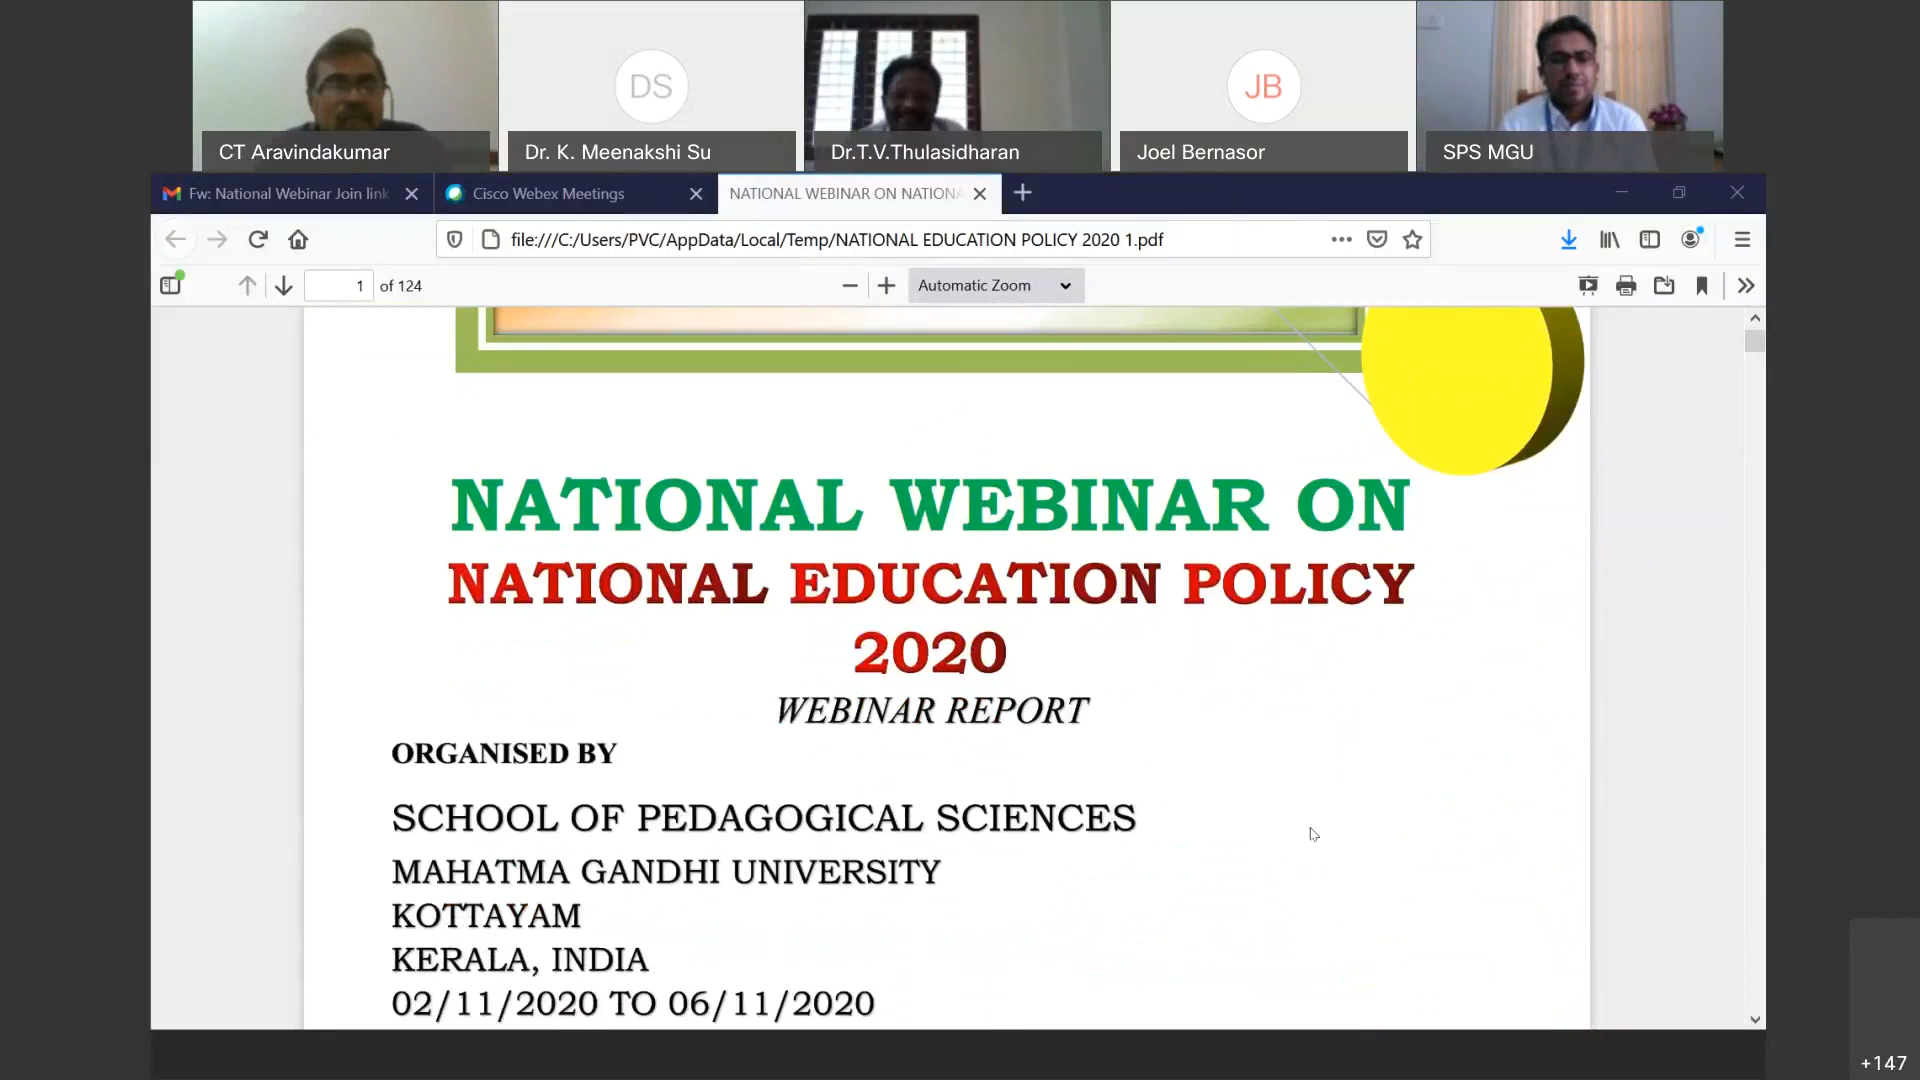 DS
JB
CT Aravindakumar
Dr. K. Meenakshi Su
Dr.T.V.Thulasidharan
Joel Bernasor
SPS MGU
Fw: National Webinar Join link
Cisco Webex Meetings
NATIONAL WEBINAR ON NATIONA
file:///C:/Users/PVC/AppData/Local/Temp/NATIONAL EDUCATION POLICY 2020 1.pdf
1 of 124
Automatic Zoom
NATIONAL WEBINAR ON
NATIONAL EDUCATION POLICY
2020
WEBINAR REPORT
ORGANISED BY
SCHOOL OF PEDAGOGICAL SCIENCES
MAHATMA GANDHI UNIVERSITY
KOTTAYAM
KERALA, INDIA
02/11/2020 TO 06/11/2020
+147